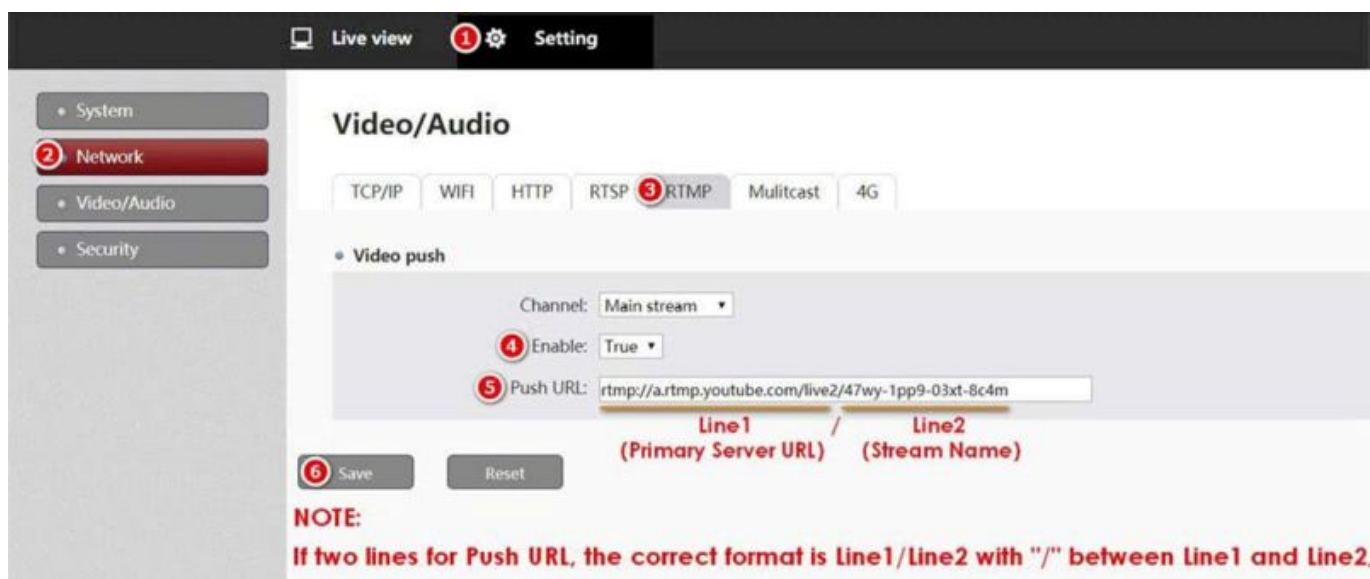 Live view 1 Setting
System
2 Network
Video/Audio
Security
Video/Audio
TCP/IP WIFI HTTP RTSP 3 RTMP Mulitcast 4G
Video push
Channel: Main stream
4 Enable: True
5 Push URL: rtmp://a.rtmp.youtube.com/live2/47wy-1pp9-03xt-8c4m
Line1 / Line2
(Primary Server URL) (Stream Name)
6 Save Reset
NOTE:
If two lines for Push URL, the correct format is Line1/Line2 with "/" between Line1 and Line2,